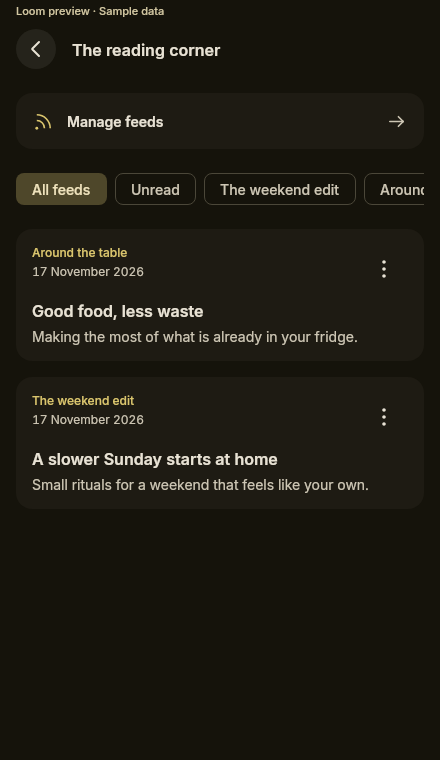 Loom preview · Sample data
The reading corner
Manage feeds
All feeds
Unread
The weekend edit
Around the table
17 November 2026
Good food, less waste
Making the most of what is already in your fridge.
The weekend edit
17 November 2026
A slower Sunday starts at home
Small rituals for a weekend that feels like your own.